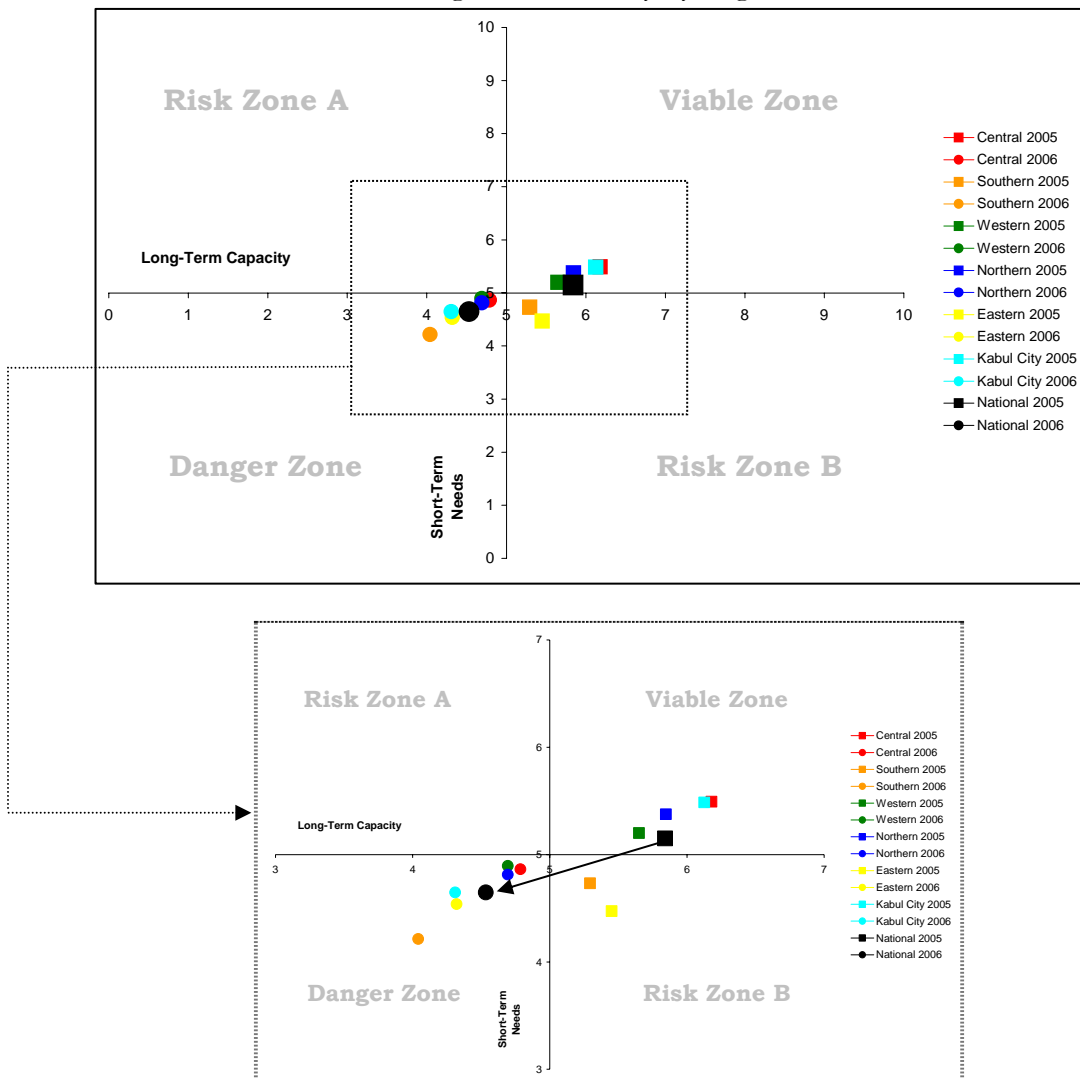 10
9
Risk Zone A
Viable Zone
8
7
6
Long-Term Capacity
5
0 1 2 3 4 5 6 7 8 9 10
4
3
Danger Zone
Risk Zone B
2
1
0
Short-Term
Needs
Central 2005
Central 2006
Southern 2005
Southern 2006
Western 2005
Western 2006
Northern 2005
Northern 2006
Eastern 2005
Eastern 2006
Kabul City 2005
Kabul City 2006
National 2005
National 2006
7
Risk Zone A
Viable Zone
6
Long-Term Capacity
5
3 4 5 6 7
4
Danger Zone
Risk Zone B
Short-Term
Needs
3
Central 2005
Central 2006
Southern 2005
Southern 2006
Western 2005
Western 2006
Northern 2005
Northern 2006
Eastern 2005
Eastern 2006
Kabul City 2005
Kabul City 2006
National 2005
National 2006